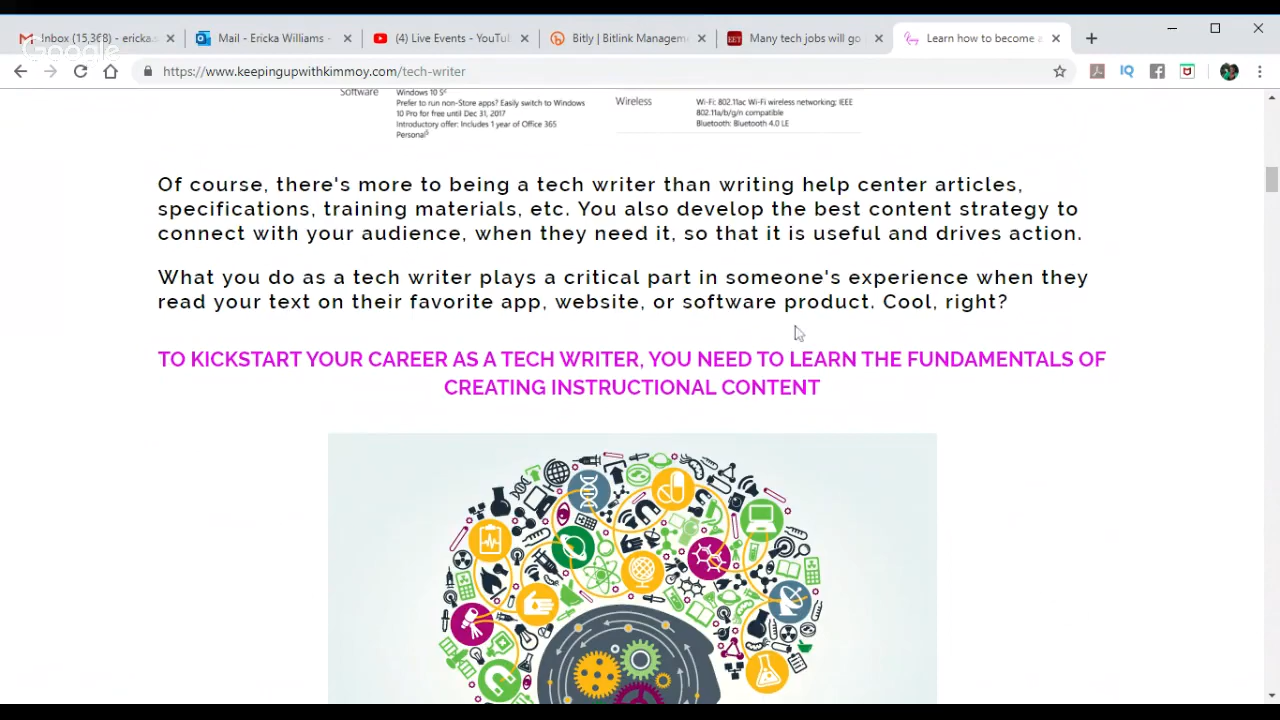 Inbox (15,368) - ericka.s
Mail - Ericka Williams -
(4) Live Events - YouTu
Bitly | Bitlink Managem
Many tech jobs will go
Learn how to become a
Google
https://www.keepingupwithkimmoy.com/tech-writer
Software
Windows 10 S
Prefer to run non-Store apps? Easily switch to Windows
10 Pro for free until Dec 31, 2017
Introductory offer: Includes 1 year of Office 365
Personal
Wireless
Wi-Fi: 802.11ac Wi-Fi wireless networking; IEEE
802.11a/b/g/n compatible
Bluetooth: Bluetooth 4.0 LE
Of course, there's more to being a tech writer than writing help center articles,
specifications, training materials, etc. You also develop the best content strategy to
connect with your audience, when they need it, so that it is useful and drives action.
What you do as a tech writer plays a critical part in someone's experience when they
read your text on their favorite app, website, or software product. Cool, right?
TO KICKSTART YOUR CAREER AS A TECH WRITER, YOU NEED TO LEARN THE FUNDAMENTALS OF
CREATING INSTRUCTIONAL CONTENT